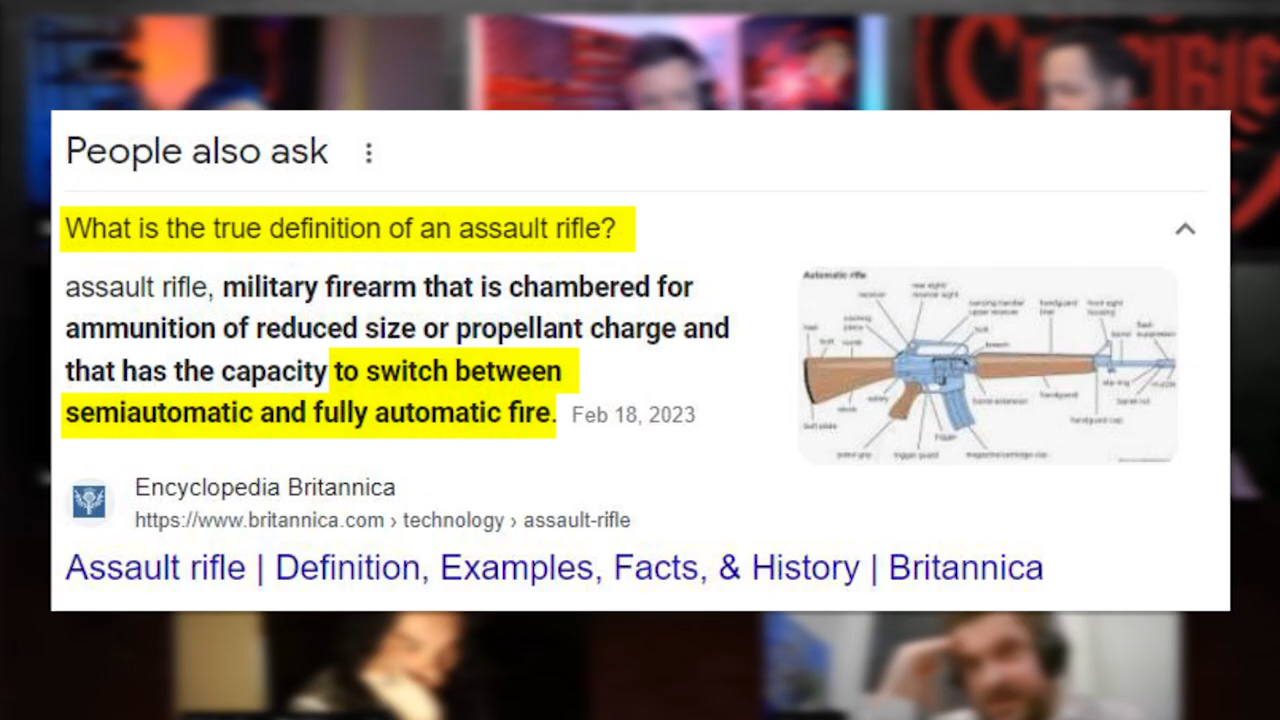 CRUCIBLE
People also ask
What is the true definition of an assault rifle?
assault rifle, military firearm that is chambered for
ammunition of reduced size or propellant charge and
that has the capacity to switch between
semiautomatic and fully automatic fire. Feb 18, 2023
Automatic rifle
Encyclopedia Britannica
https://www.britannica.com › technology › assault-rifle
Assault rifle | Definition, Examples, Facts, & History | Britannica